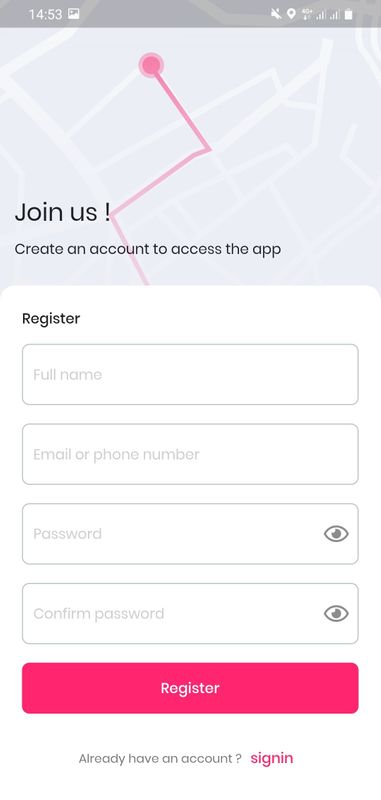 14:53
4G+
Join us !
Create an account to access the app
Register
Full name
Email or phone number
Password
Confirm password
Register
Already have an account ? signin